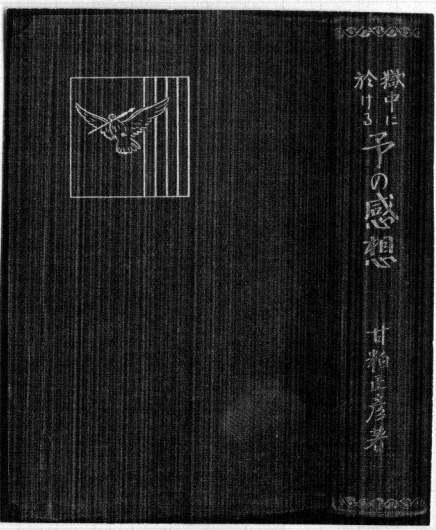 獄中に
於ける
予の感想
甘粕正彦著